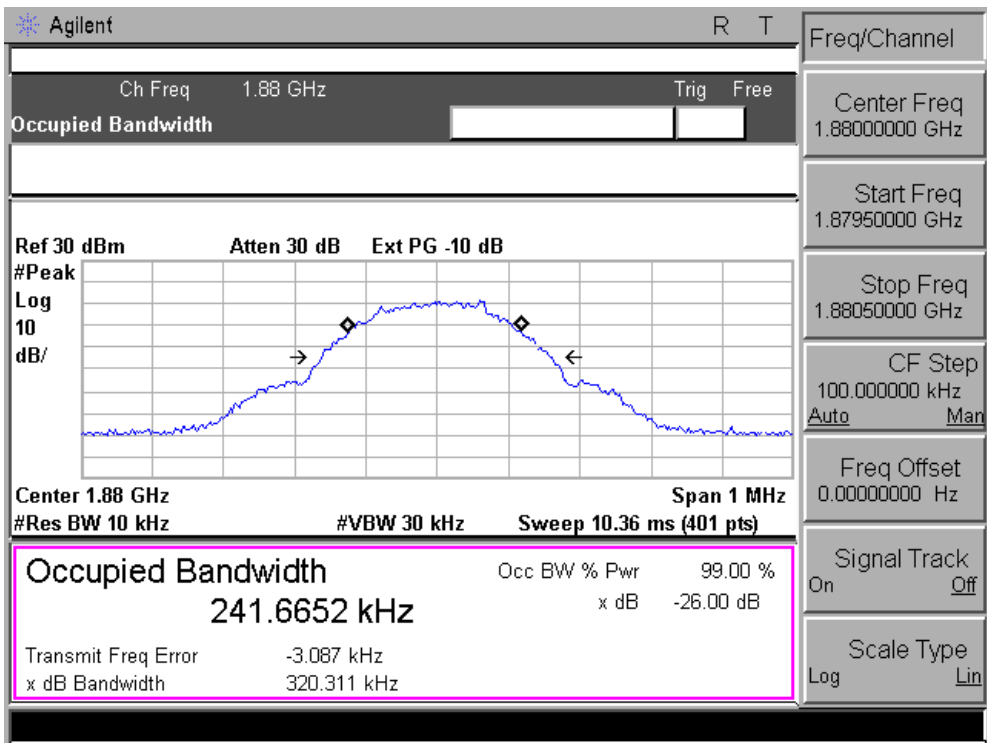 Agilent R T
Ch Freq 1.88 GHz Trig Free
Occupied Bandwidth
Ref 30 dBm Atten 30 dB Ext PG -10 dB
#Peak
Log
10
dB/
Center 1.88 GHz Span 1 MHz
#Res BW 10 kHz #VBW 30 kHz Sweep 10.36 ms (401 pts)
Occupied Bandwidth Occ BW % Pwr 99.00 %
241.6652 kHz x dB -26.00 dB
Transmit Freq Error -3.087 kHz
x dB Bandwidth 320.311 kHz
Freq/Channel
Center Freq
1.88000000 GHz
Start Freq
1.87950000 GHz
Stop Freq
1.88050000 GHz
CF Step
100.000000 kHz
Auto Man
Freq Offset
0.00000000 Hz
Signal Track
On Off
Scale Type
Log Lin